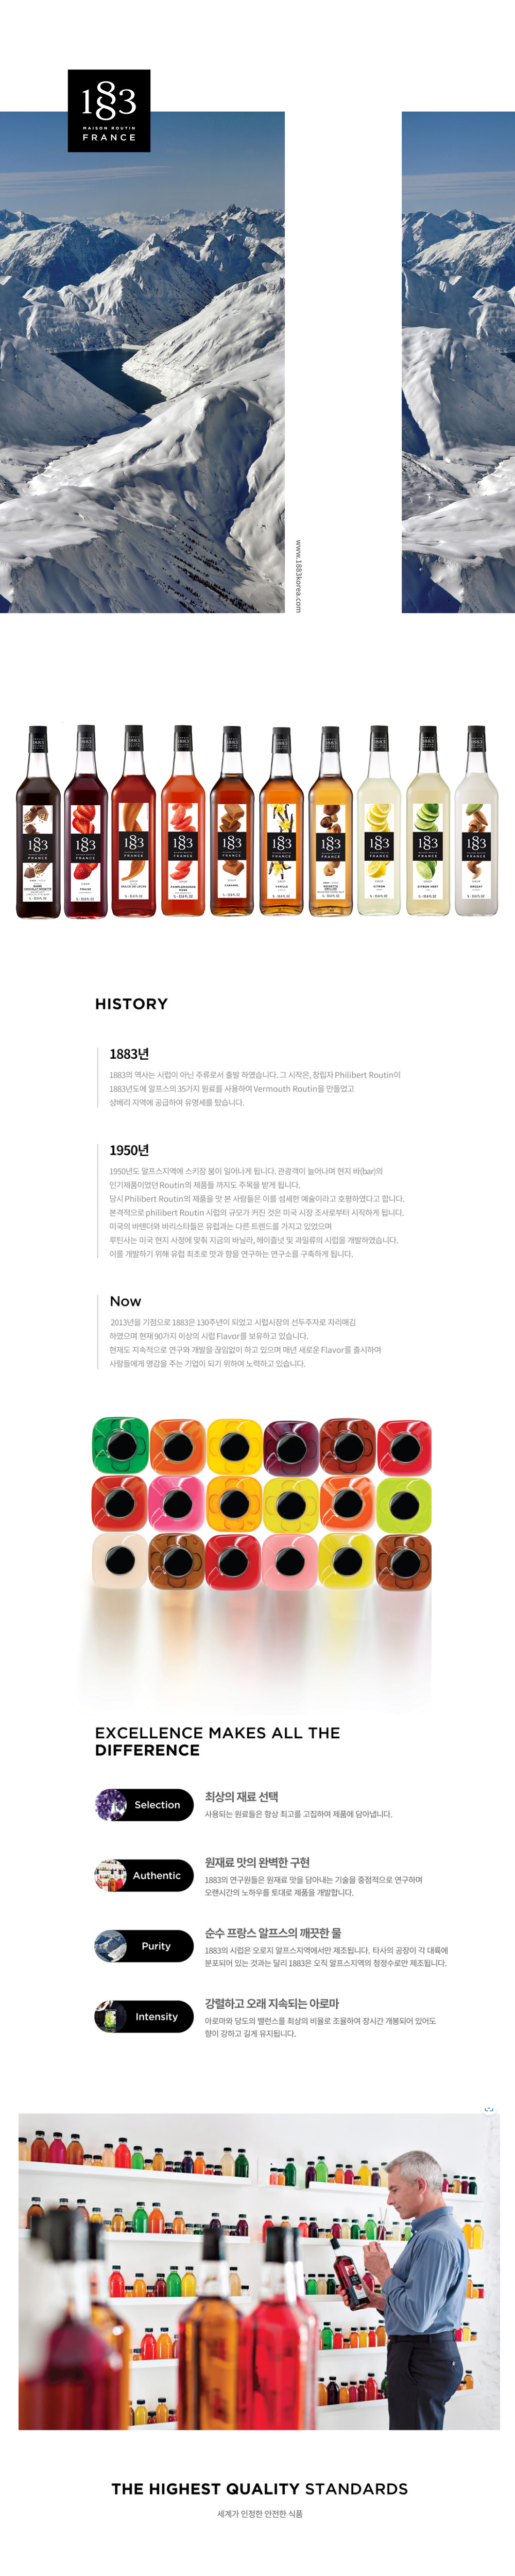 1883
MAISON ROUTIN
FRANCE
www.1883korea.com
1883
FRANCE
1883
FRANCE
1883
FRANCE
1883
FRANCE
1883
FRANCE
CARAMEL
1883
FRANCE
VANILLE
1883
FRANCE
1883
FRANCE
CITRON
1883
FRANCE
CITRON VERT
1883
FRANCE
ORGEAT
HISTORY
1883년
1883의 역사는 시럽이 아닌 주류로서 출발 하였습니다. 그 시작은, 창립자 Philibert Routin이
1883년도에 알프스의 35가지 원료를 사용하여 Vermouth Routin을 만들었고
샹베리 지역에 공급하여 유명세를 탔습니다.
1950년
1950년도 알프스지역에 스키장 붐이 일어나게 됩니다. 관광객이 늘어나며 현지 바(bar)의
인기제품이었던 Routin의 제품들 까지도 주목을 받게 됩니다.
당시 Philibert Routin의 제품을 맛 본 사람들은 이를 섬세한 예술이라고 호평하였다고 합니다.
본격적으로 philibert Routin 시럽의 규모가 커진 것은 미국 시장 조사로부터 시작하게 됩니다.
미국의 바텐더와 바리스타들은 유럽과는 다른 트렌드를 가지고 있었으며
루틴사는 미국 현지 사정에 맞춰 지금의 바닐라, 헤이즐넛 및 과일류의 시럽을 개발하였습니다.
이를 개발하기 위해 유럽 최초로 맛과 향을 연구하는 연구소를 구축하게 됩니다.
Now
2013년을 기점으로 1883은 130주년이 되었고 시럽시장의 선두주자로 자리매김
하였으며 현재 90가지 이상의 시럽 Flavor를 보유하고 있습니다.
현재도 지속적으로 연구와 개발을 끊임없이 하고 있으며 매년 새로운 Flavor를 출시하여
사람들에게 영감을 주는 기업이 되기 위하여 노력하고 있습니다.
EXCELLENCE MAKES ALL THE
DIFFERENCE
Selection
최상의 재료 선택
사용되는 원료들은 항상 최고를 고집하여 제품에 담아냅니다.
Authentic
원재료 맛의 완벽한 구현
1883의 연구원들은 원재료 맛을 담아내는 기술을 중점적으로 연구하며
오랜시간의 노하우를 토대로 제품을 개발합니다.
Purity
순수 프랑스 알프스의 깨끗한 물
1883의 시럽은 오로지 알프스지역에서만 제조됩니다. 타사의 공장이 각 대륙에
분포되어 있는 것과는 달리 1883은 오직 알프스지역의 청정수로만 제조됩니다.
Intensity
강렬하고 오래 지속되는 아로마
아로마와 당도의 밸런스를 최상의 비율로 조율하여 장시간 개봉되어 있어도
향이 강하고 길게 유지됩니다.
THE HIGHEST QUALITY STANDARDS
세계가 인정한 안전한 식품